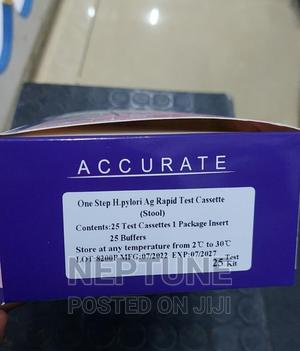 ACCURATE
One Step H.pylori Ag Rapid Test Cassette
(Stool)
Contents:25 Test Cassettes 1 Package Insert
25 Buffers
Store at any temperature from 2℃ to 30℃
LOT:8200P MFG:07/2022 EXP:07/2027
25 Test Kit
NEPTUNE
POSTED ON JIJI